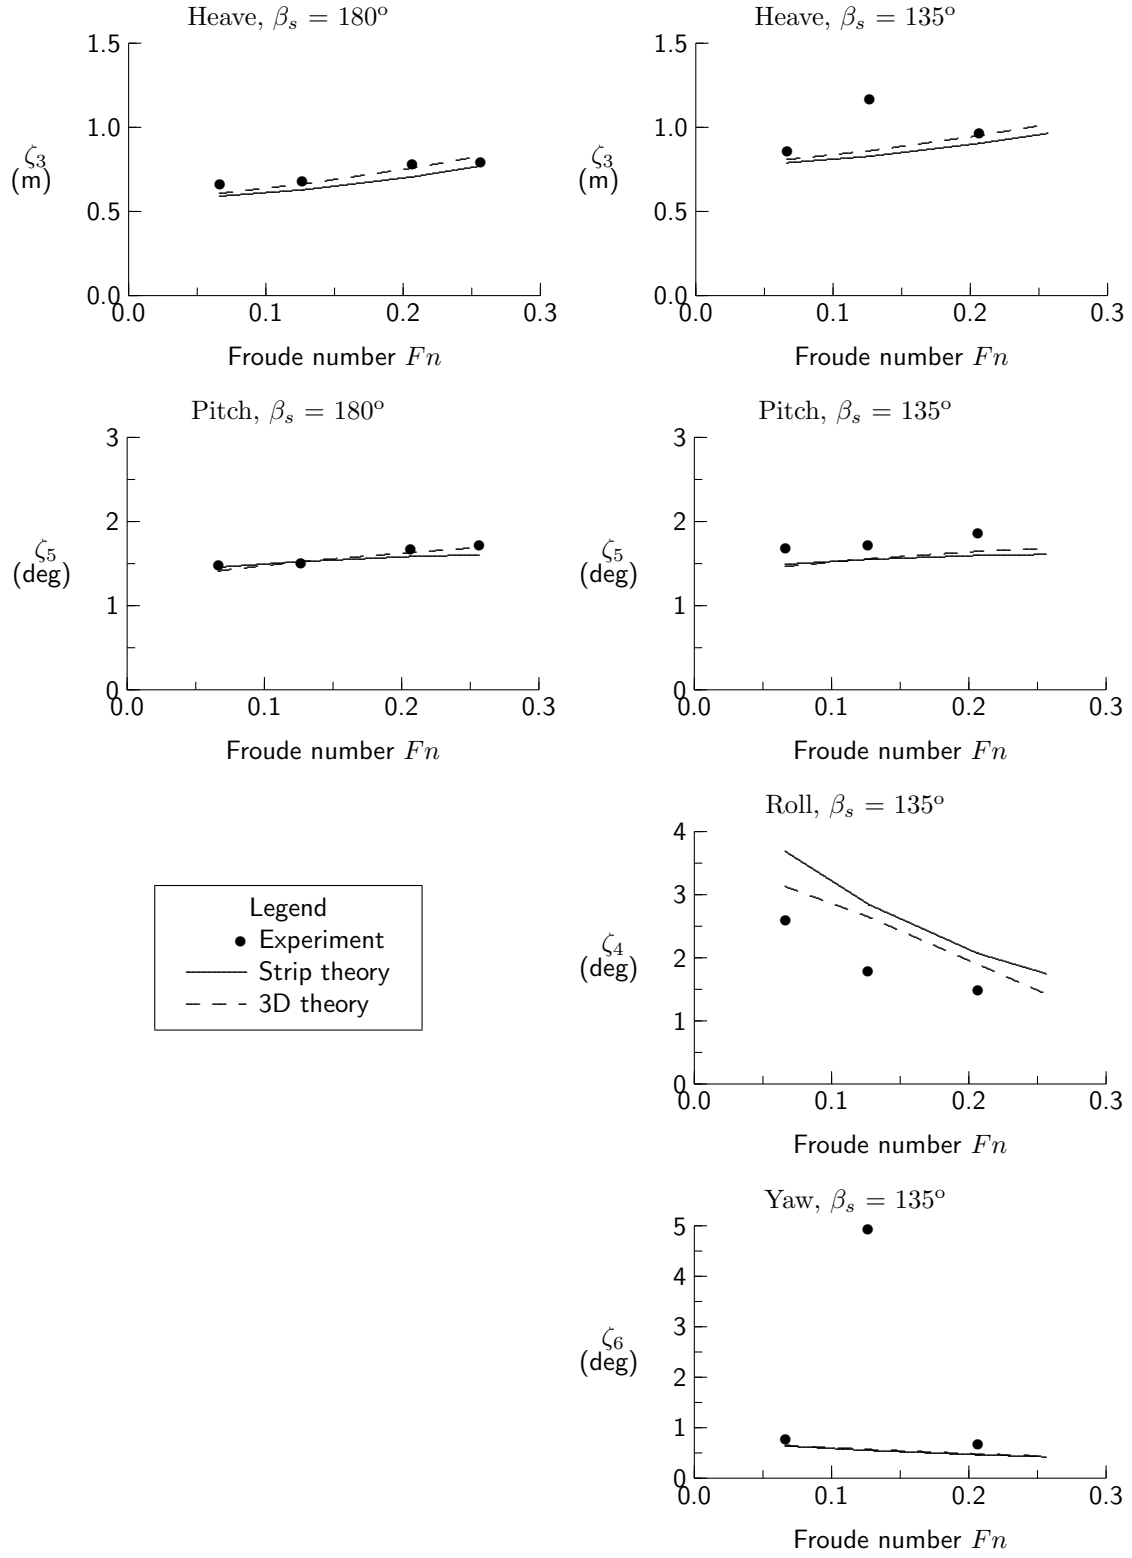 Heave, βₛ = 180°
1.5
1.0
0.5
0.0
ζ₃
(m)
0.0 0.1 0.2 0.3
Froude number Fn
Heave, βₛ = 135°
1.5
1.0
0.5
0.0
ζ₃
(m)
0.0 0.1 0.2 0.3
Froude number Fn
Pitch, βₛ = 180°
3
2
1
0
ζ₅
(deg)
0.0 0.1 0.2 0.3
Froude number Fn
Pitch, βₛ = 135°
3
2
1
0
ζ₅
(deg)
0.0 0.1 0.2 0.3
Froude number Fn
Legend
Experiment
Strip theory
3D theory
Roll, βₛ = 135°
4
3
2
1
0
ζ₄
(deg)
0.0 0.1 0.2 0.3
Froude number Fn
Yaw, βₛ = 135°
5
4
3
2
1
0
ζ₆
(deg)
0.0 0.1 0.2 0.3
Froude number Fn